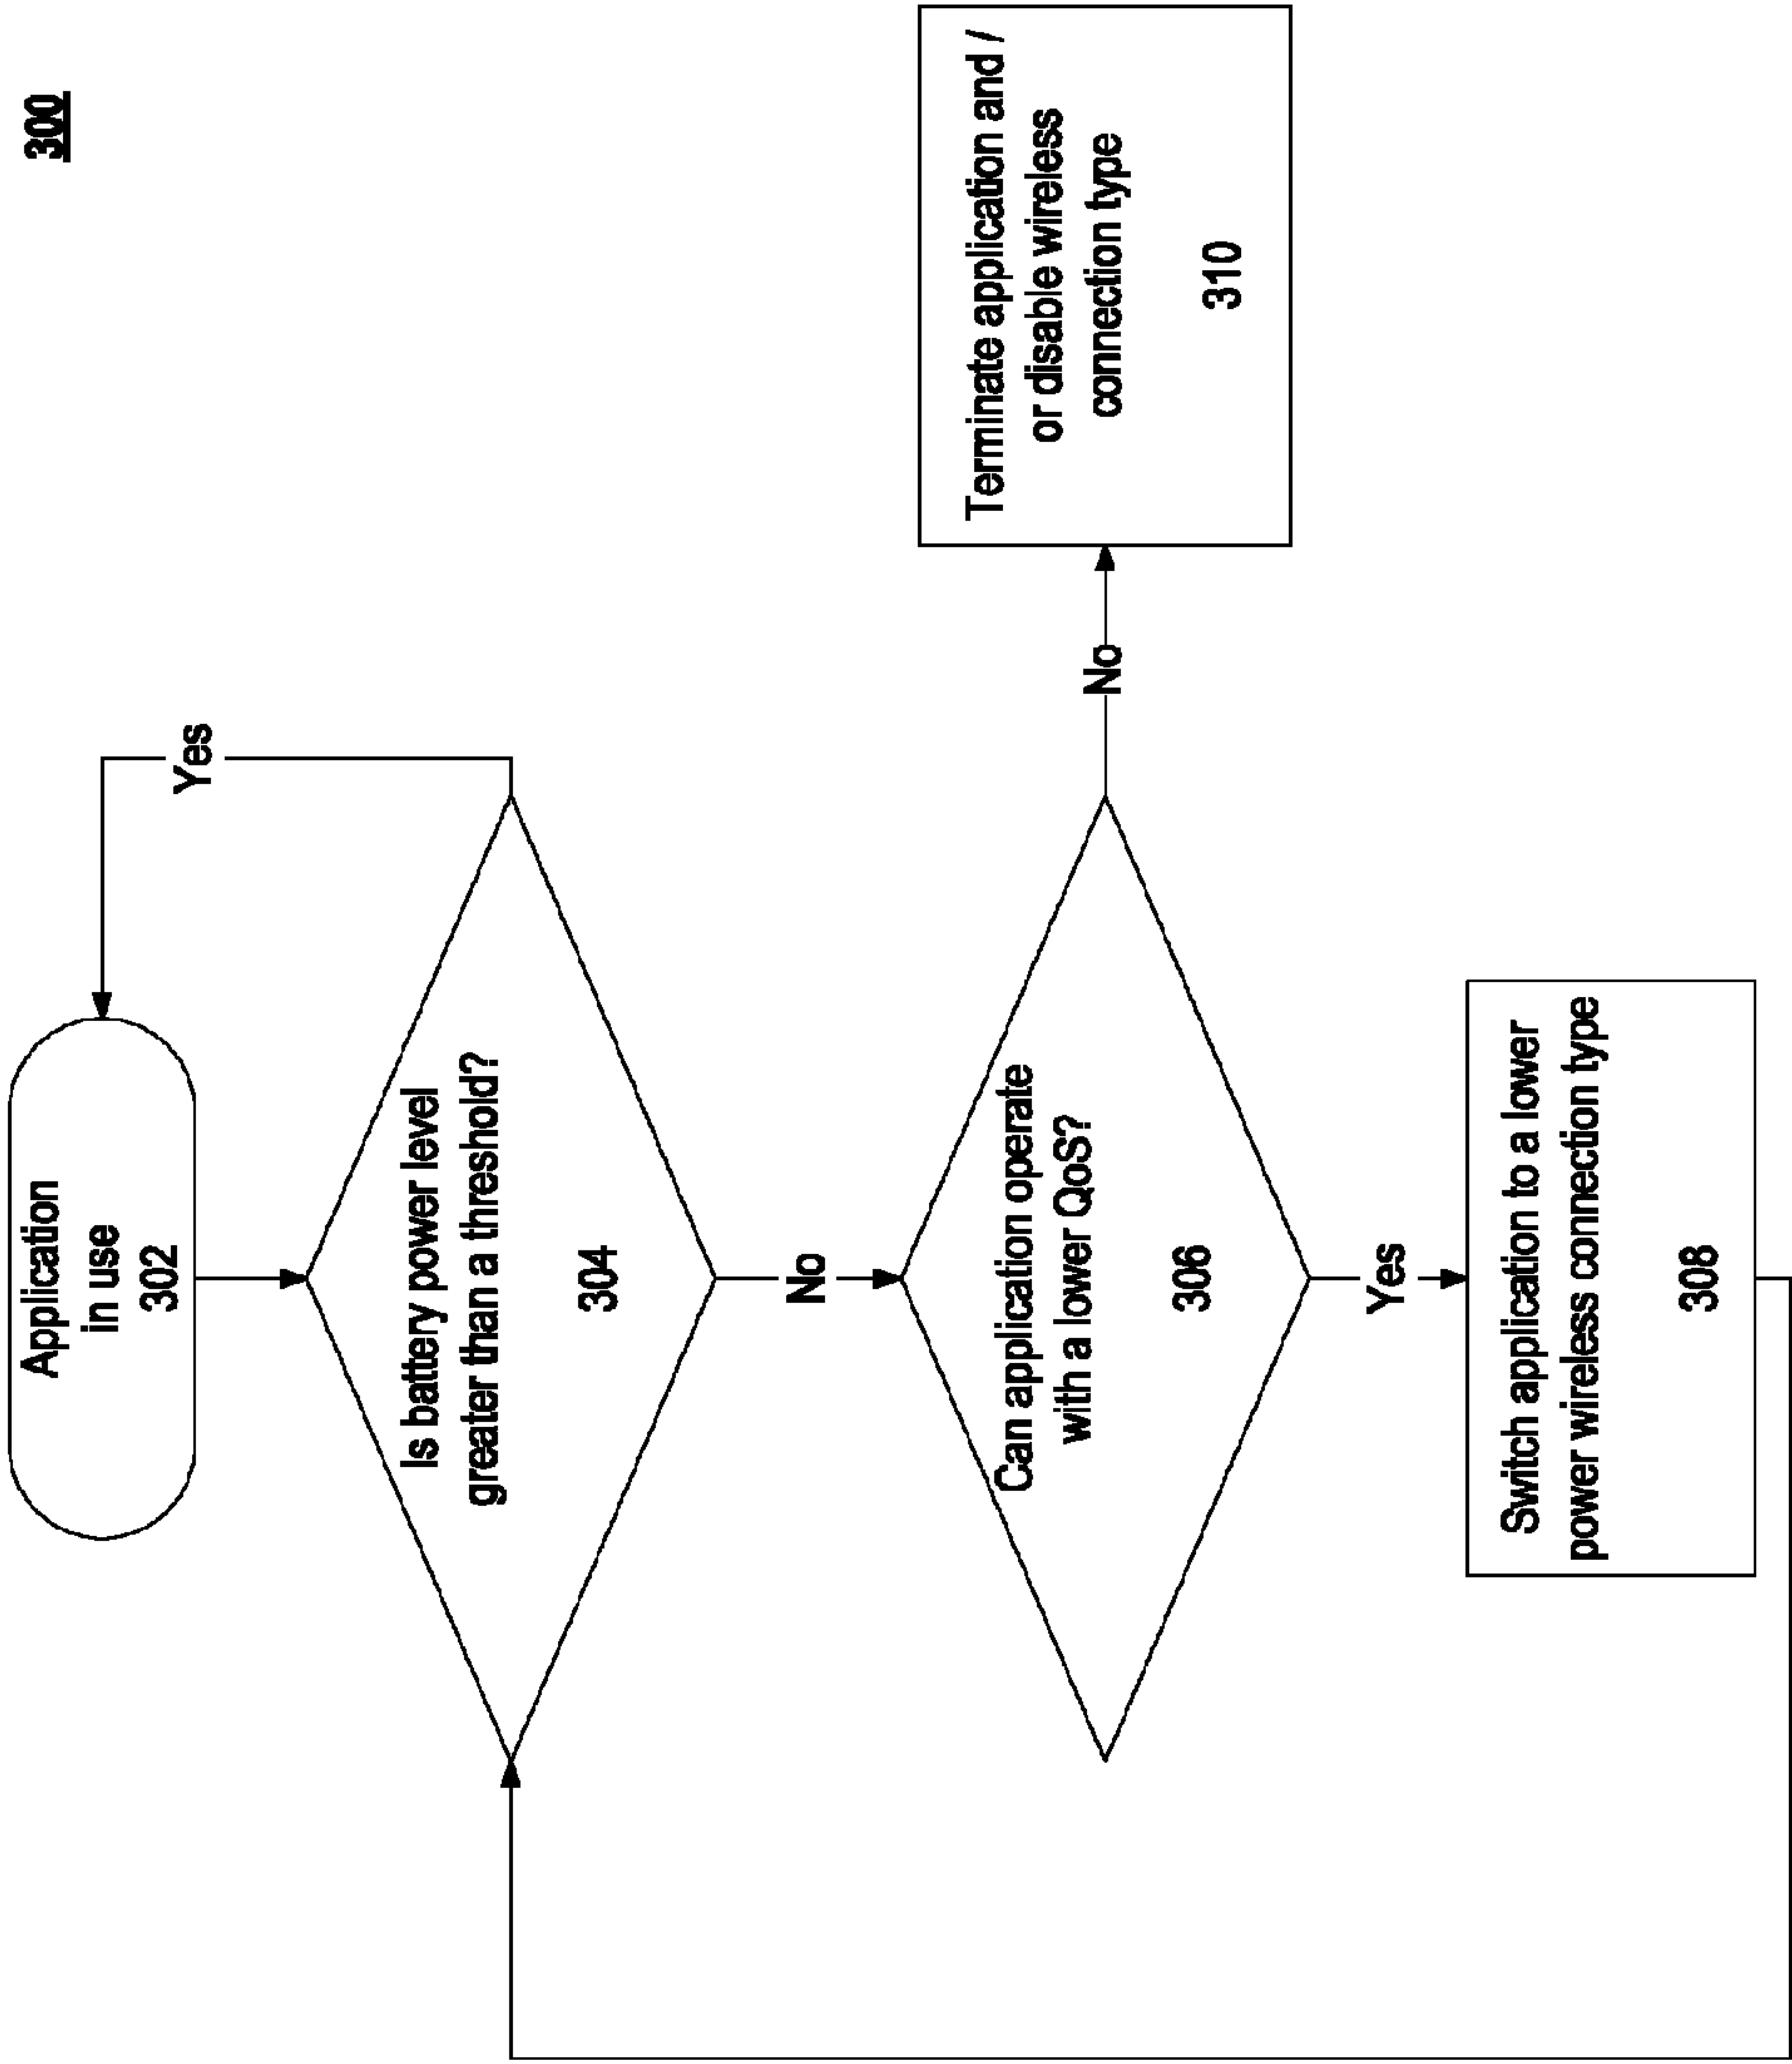 300
Application
in use
302
Yes
Is battery power level
greater than a threshold?
304
No
Can application operate
with a lower QoS?
306
No
Terminate application and /
or disable wireless
connection type
310
Yes
Switch application to a lower
power wireless connection type
308